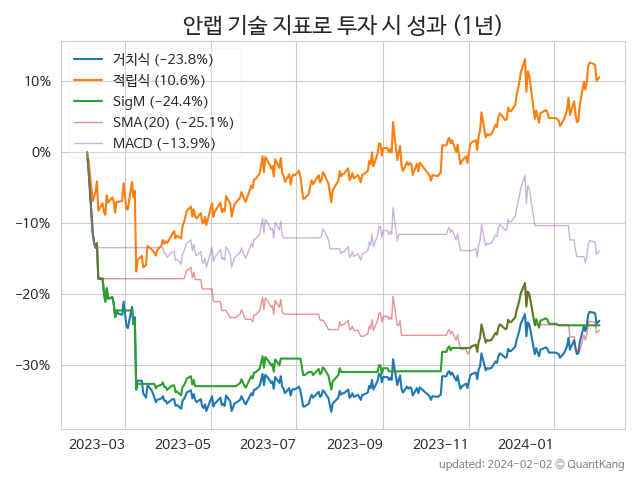 안랩 기술 지표로 투자 시 성과 (1년)
거치식 (−23.8%)
적립식 (10.6%)
SigM (−24.4%)
SMA(20) (−25.1%)
MACD (−13.9%)
10%
0%
−10%
−20%
−30%
2023-03 2023-05 2023-07 2023-09 2023-11 2024-01
updated: 2024-02-02 © QuantKang